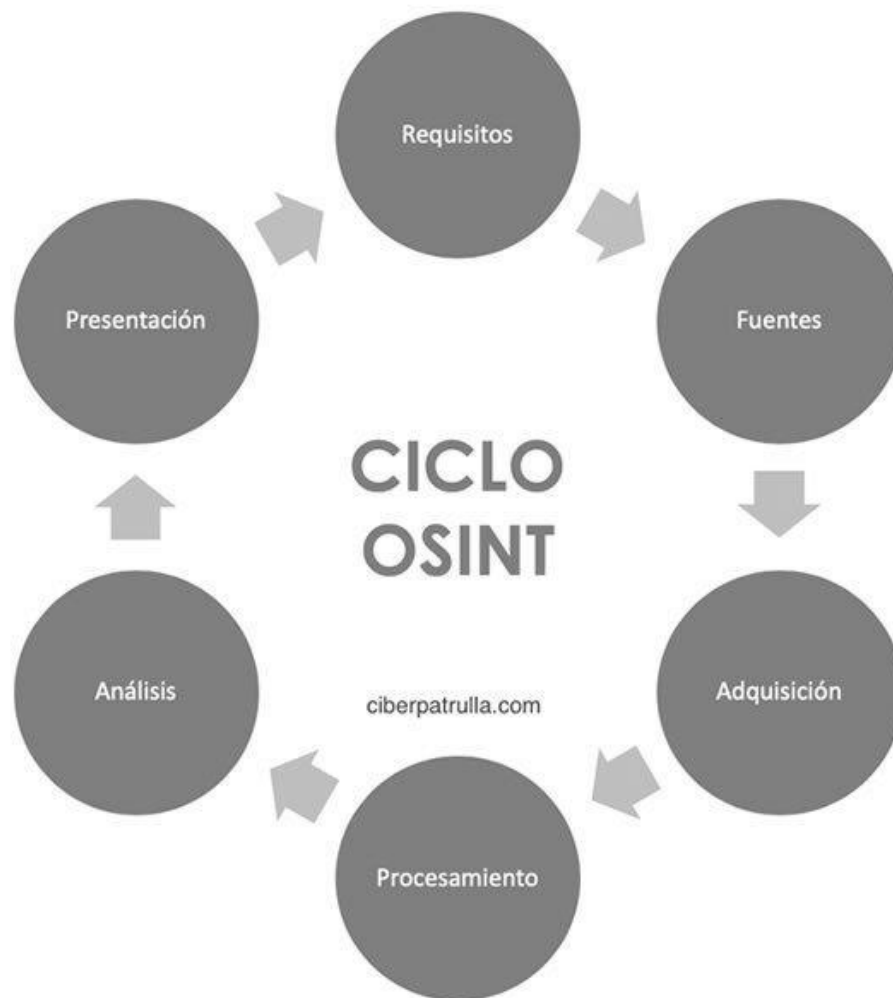 Requisitos
Fuentes
Adquisición
Procesamiento
Análisis
Presentación
CICLO
OSINT
ciberpatrulla.com